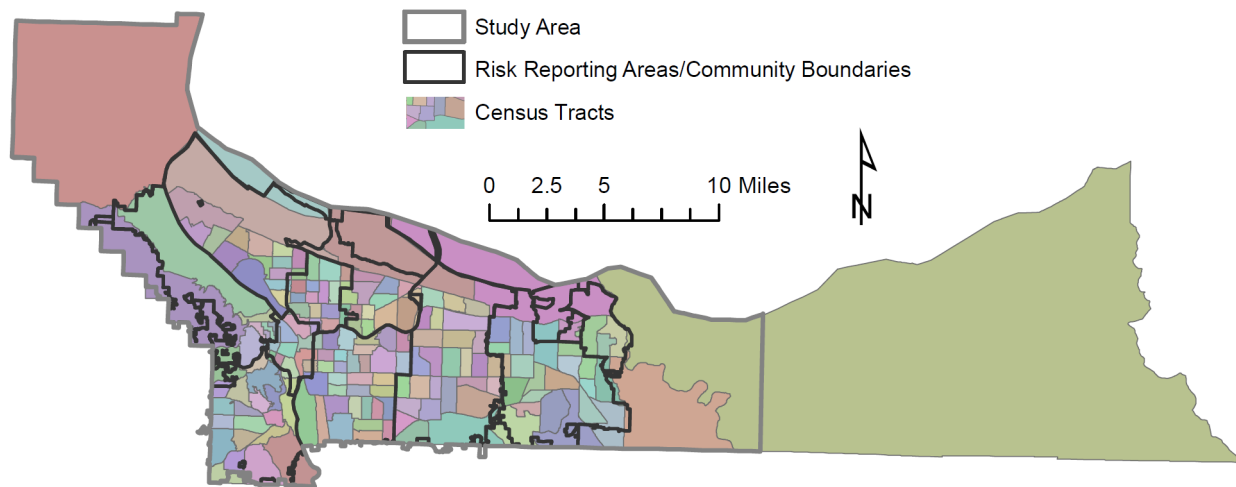 Study Area
Risk Reporting Areas/Community Boundaries
Census Tracts
0 2.5 5 10 Miles
N